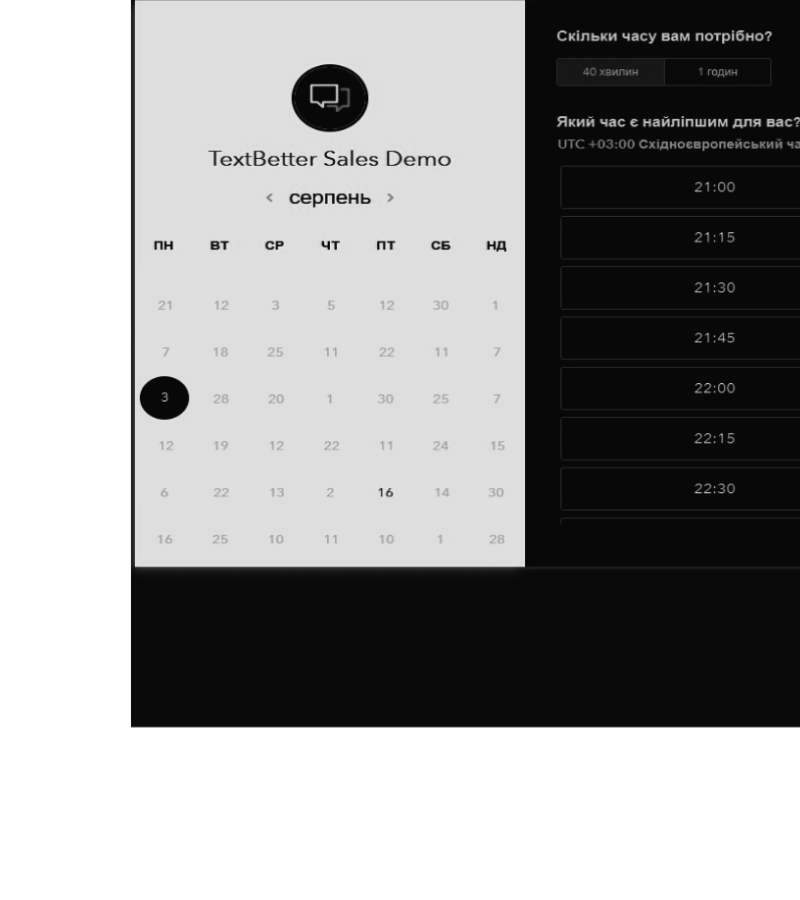 TextBetter Sales Demo
< серпень >
ПН ВТ СР ЧТ ПТ СБ НД
21 12 3 5 12 30 1
7 18 25 11 22 11 7
3 28 20 1 30 25 7
12 19 12 22 11 24 15
6 22 13 2 16 14 30
16 25 10 11 10 1 28
Скільки часу вам потрібно?
40 хвилин 1 годин
Який час є найліпшим для вас?
UTC +03:00 Східноєвропейський ча
21:00
21:15
21:30
21:45
22:00
22:15
22:30